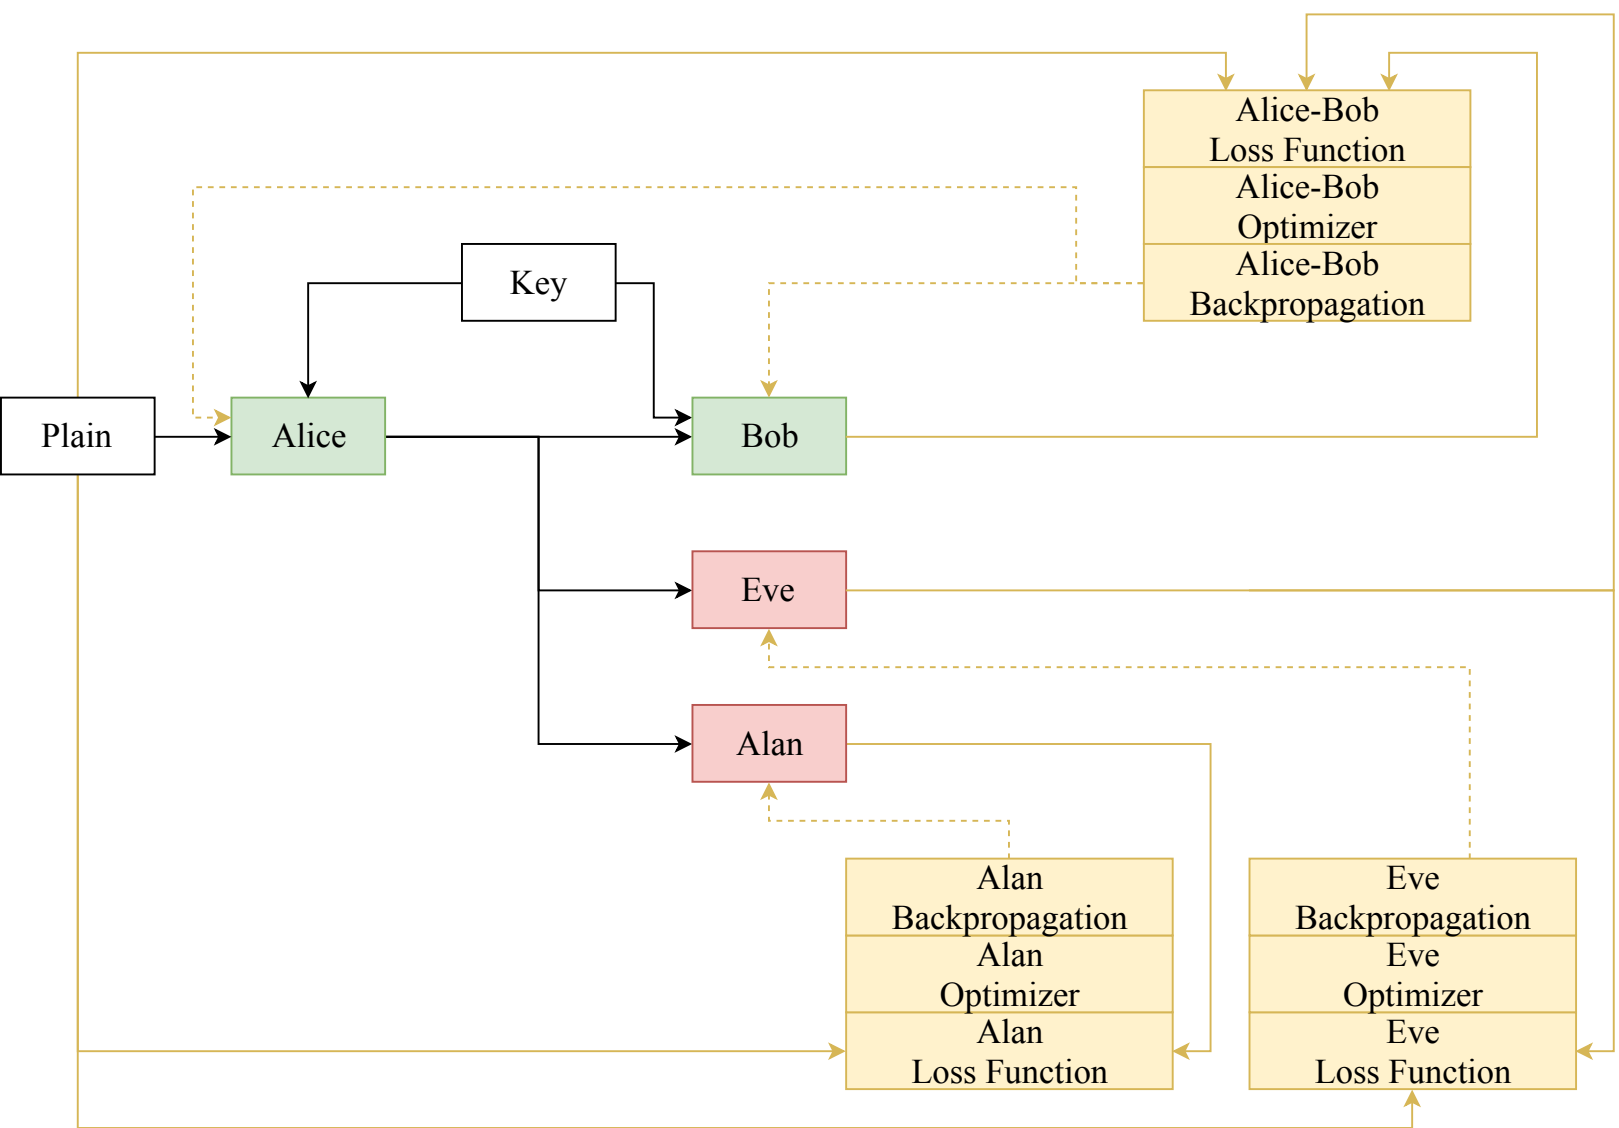 Alice-Bob
Loss Function
Alice-Bob
Optimizer
Alice-Bob
Backpropagation
Key
Plain
Alice
Bob
Eve
Alan
Alan
Backpropagation
Alan
Optimizer
Alan
Loss Function
Eve
Backpropagation
Eve
Optimizer
Eve
Loss Function